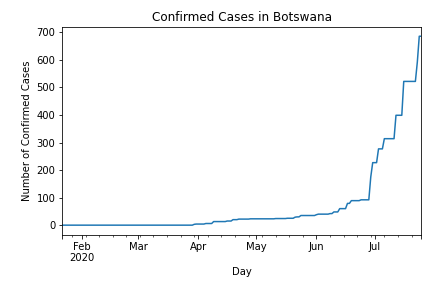 Confirmed Cases in Botswana
Number of Confirmed Cases
700
600
500
400
300
200
100
0
Feb Mar Apr May Jun Jul
2020
Day